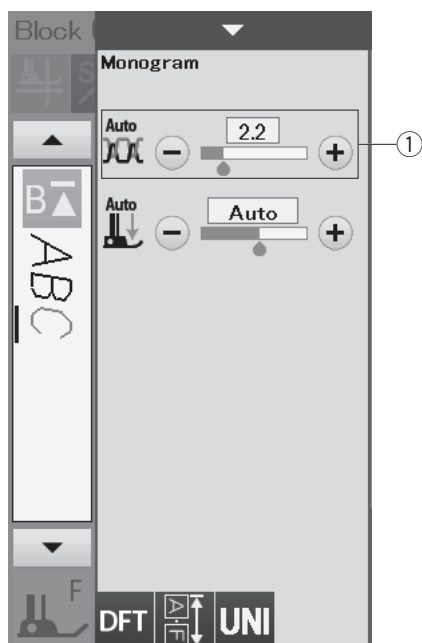 Block
S
Monogram
Auto
2.2
①
B
Auto
Auto
ABC
F
DFT
A-F
UNI